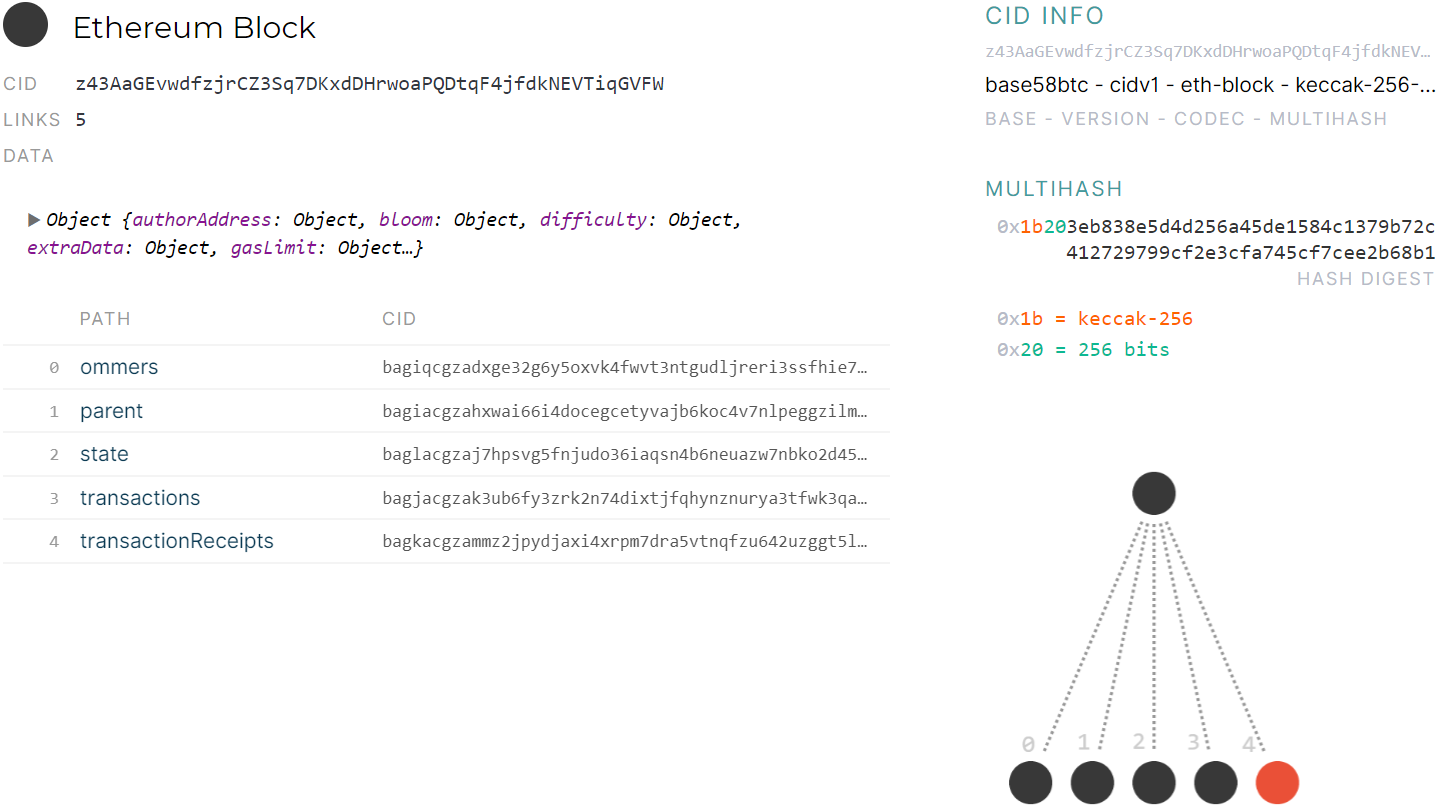 Ethereum Block
CID z43AaGEvwdfzjrCZ3Sq7DKxdDHrwoaPQDtqF4jfdkNEVTiqGVFW
LINKS 5
DATA
▶ Object {authorAddress: Object, bloom: Object, difficulty: Object,
extraData: Object, gasLimit: Object…}
PATH CID
0 ommers bagiqcgzadxge32g6y5oxvk4fwvt3ntgudljreri3ssfhie7…
1 parent bagiacgzahxwai66i4docegcetyvajb6koc4v7nlpeggzilm…
2 state baglacgzaj7hpsvg5fnjudo36iaqsn4b6neuazw7nbko2d45…
3 transactions bagjacgzak3ub6fy3zrk2n74dixtjfqhynznurya3tfwk3qa…
4 transactionReceipts bagkacgzammz2jpydjaxi4xrpm7dra5vtnqfzu642uzggt5l…
CID INFO
z43AaGEvwdfzjrCZ3Sq7DKxdDHrwoaPQDtqF4jfdkNEV…
base58btc - cidv1 - eth-block - keccak-256-…
BASE - VERSION - CODEC - MULTIHASH
MULTIHASH
0x1b203eb838e5d4d256a45de1584c1379b72c
412729799cf2e3cfa745cf7cee2b68b1
HASH DIGEST
0x1b = keccak-256
0x20 = 256 bits
0 1 2 3 4